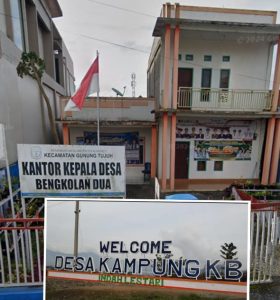 KECAMATAN GUNUNG TUJUH
KANTOR KEPALA DESA
BENGKOLAN DUA
WELCOME
DESA KAMPUNG KB
INDAH LESTARI